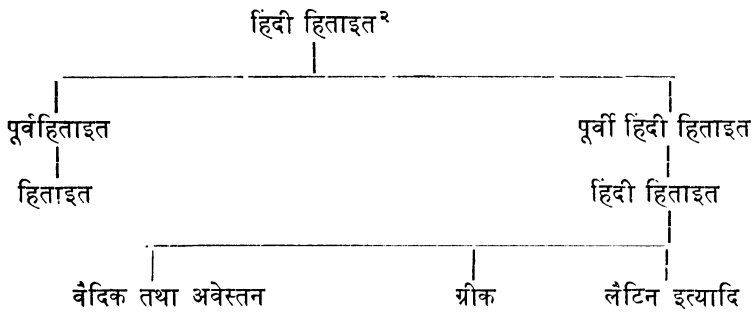 हिंदी हिताइत²
पूर्वहिताइत पूर्वी हिंदी हिताइत
हिताइत हिंदी हिताइत
वैदिक तथा अवेस्तन ग्रीक लैटिन इत्यादि